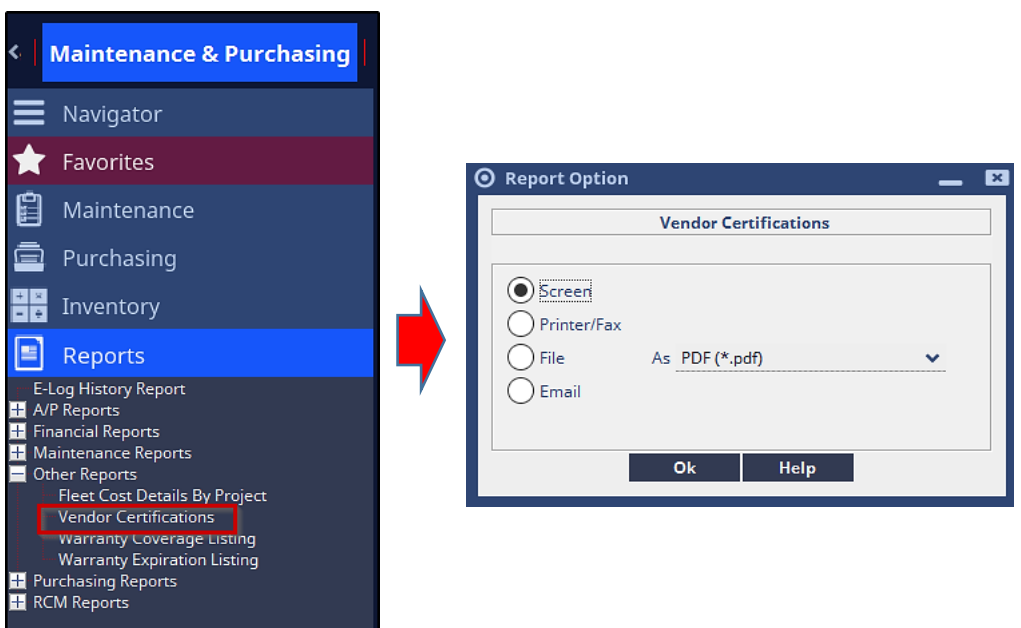 Maintenance & Purchasing
Navigator
Favorites
Maintenance
Purchasing
Inventory
Reports
E-Log History Report
A/P Reports
Financial Reports
Maintenance Reports
Other Reports
Fleet Cost Details By Project
Vendor Certifications
Warranty Coverage Listing
Warranty Expiration Listing
Purchasing Reports
RCM Reports
Report Option
Vendor Certifications
Screen
Printer/Fax
File As PDF (*.pdf)
Email
Ok Help